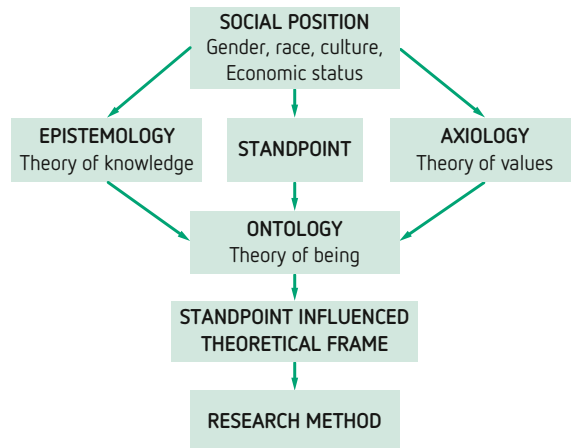 SOCIAL POSITION
Gender, race, culture,
Economic status
EPISTEMOLOGY
Theory of knowledge
STANDPOINT
AXIOLOGY
Theory of values
ONTOLOGY
Theory of being
STANDPOINT INFLUENCED
THEORETICAL FRAME
RESEARCH METHOD